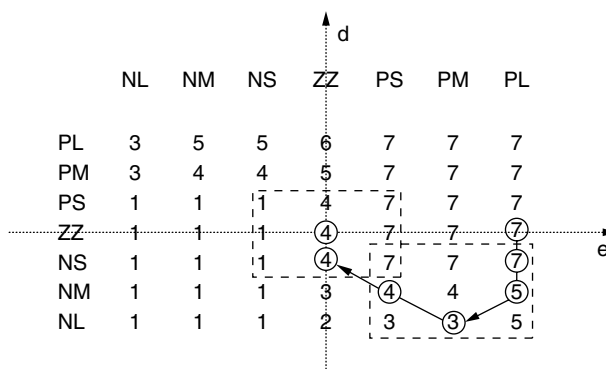 d
NL NM NS ZZ PS PM PL
PL 3 5 5 6 7 7 7
PM 3 4 4 5 7 7 7
PS 1 1 1 4 7 7 7
ZZ 1 1 1 4 7 7 7
e
NS 1 1 1 4 7 7 7
NM 1 1 1 3 4 4 5
NL 1 1 1 2 3 3 5